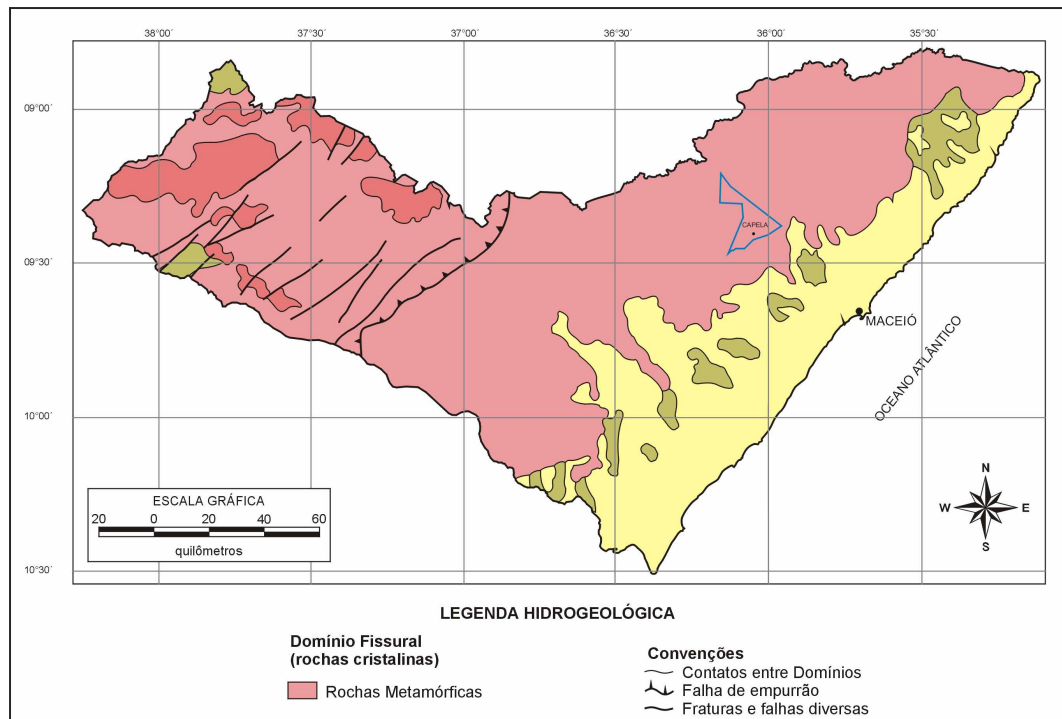 38°00´ 37°30´ 37°00´ 36°30´ 36°00´ 35°30´
09°00´
09°30´
10°00´
10°30´
CAPELA
MACEIÓ
OCEANO ATLÂNTICO
N
W E
S
ESCALA GRÁFICA
20 0 20 40 60
quilômetros
LEGENDA HIDROGEOLÓGICA
Domínio Fissural
(rochas cristalinas)
Rochas Metamórficas
Convenções
Contatos entre Domínios
Falha de empurrão
Fraturas e falhas diversas